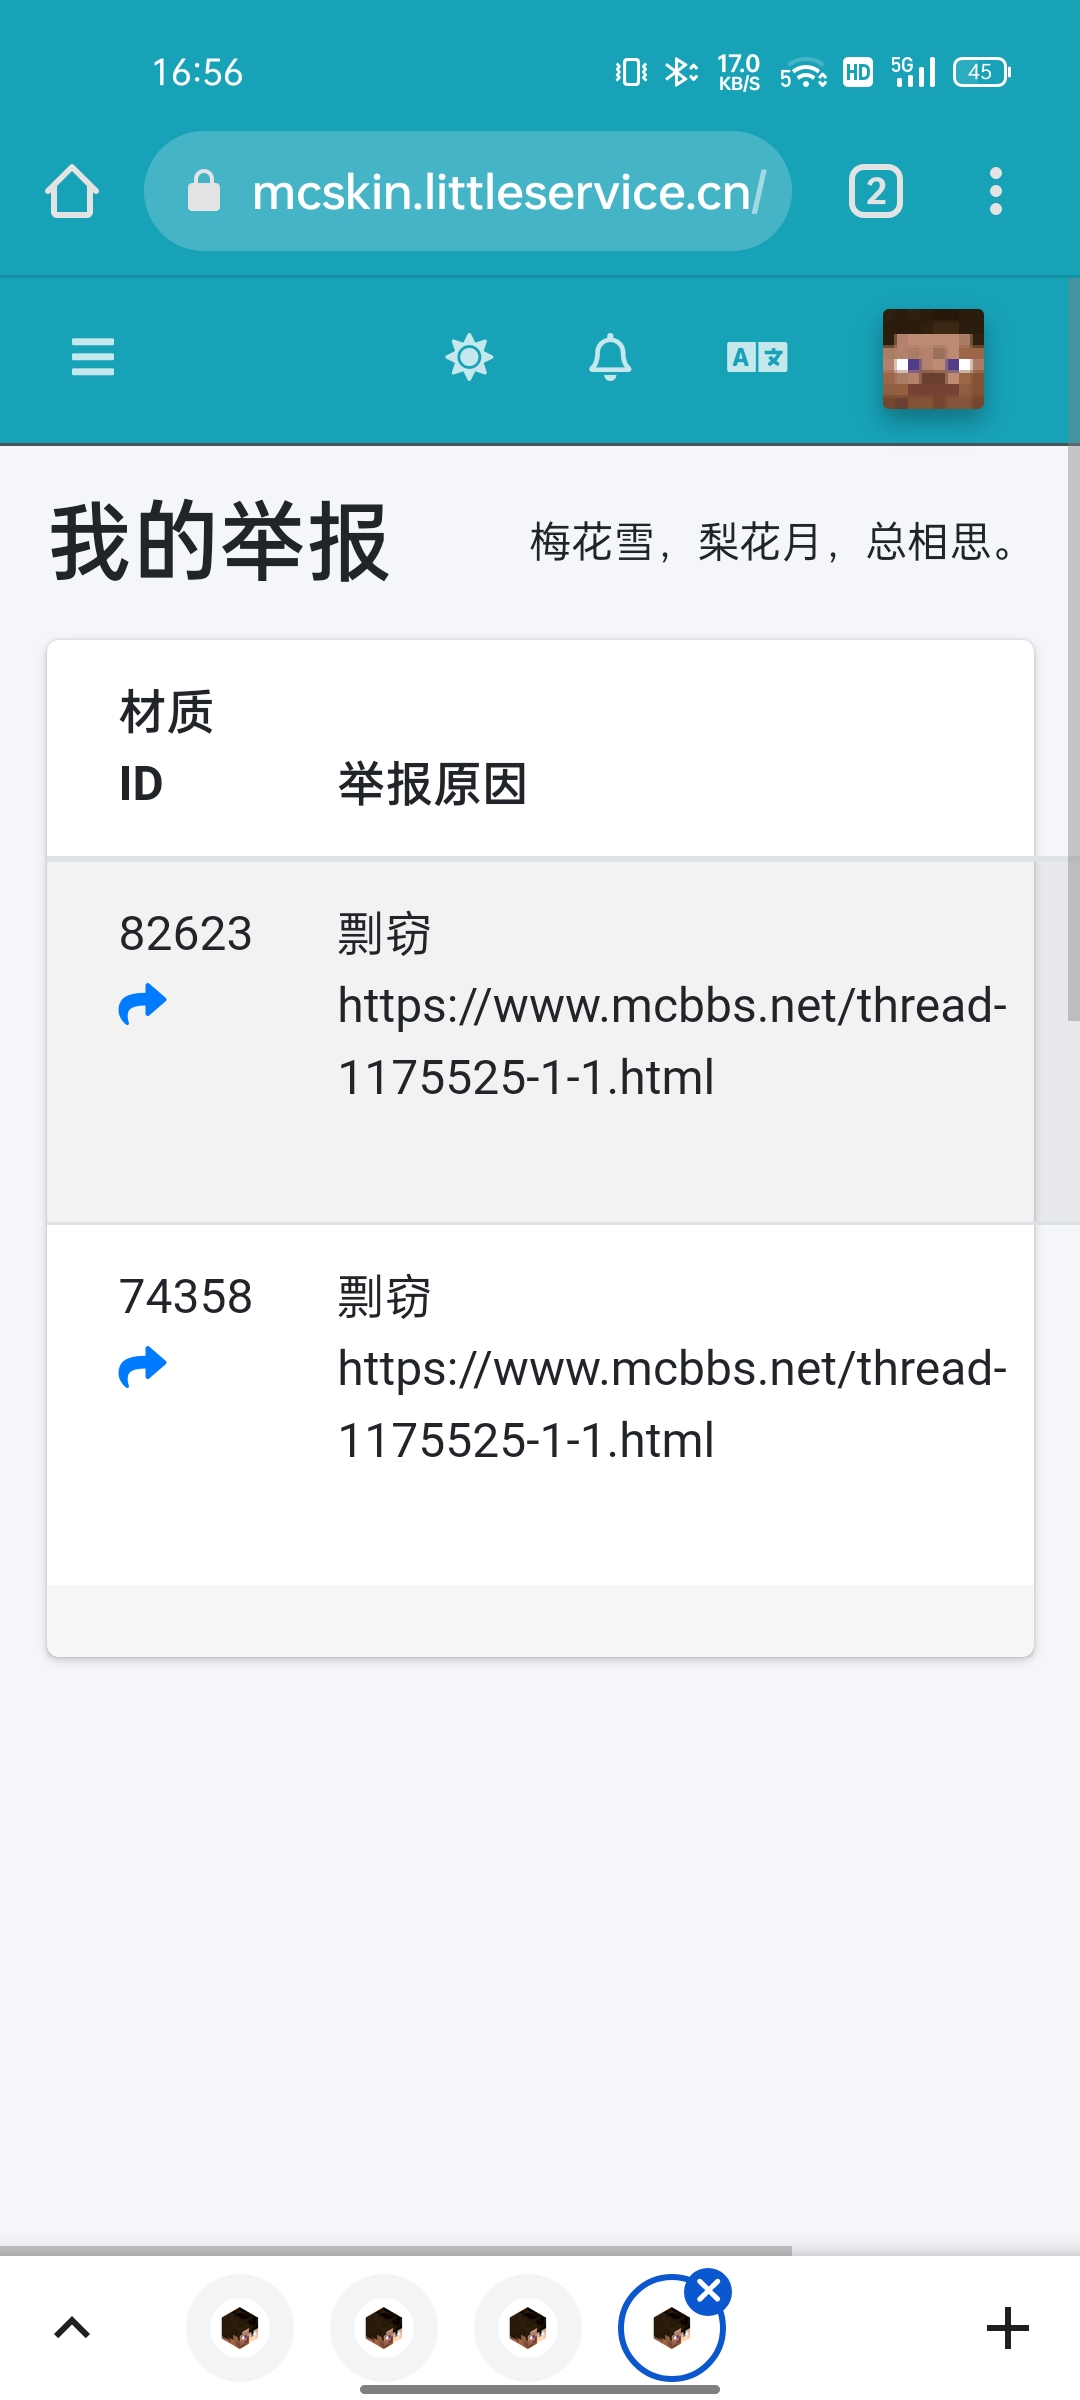 16:56
17.0
KB/S
5
HD
5G
45
mcskin.littleservice.cn/
2
A 文
我的举报
梅花雪，梨花月，总相思。
材质
ID
举报原因
82623
剽窃
https://www.mcbbs.net/thread-
1175525-1-1.html
74358
剽窃
https://www.mcbbs.net/thread-
1175525-1-1.html